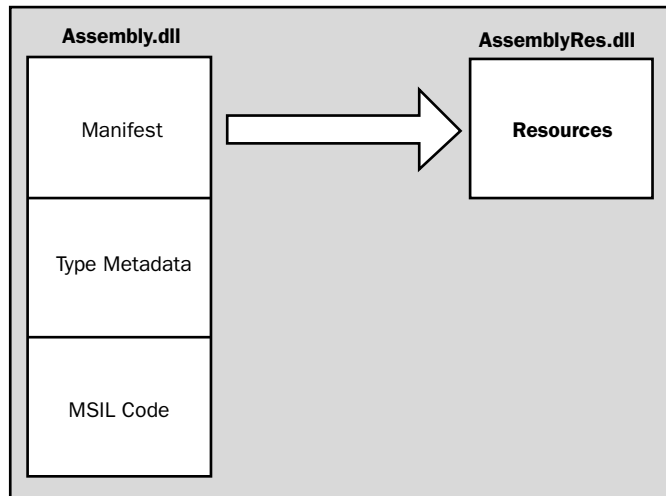 Assembly.dll
AssemblyRes.dll
Manifest
Resources
Type Metadata
MSIL Code